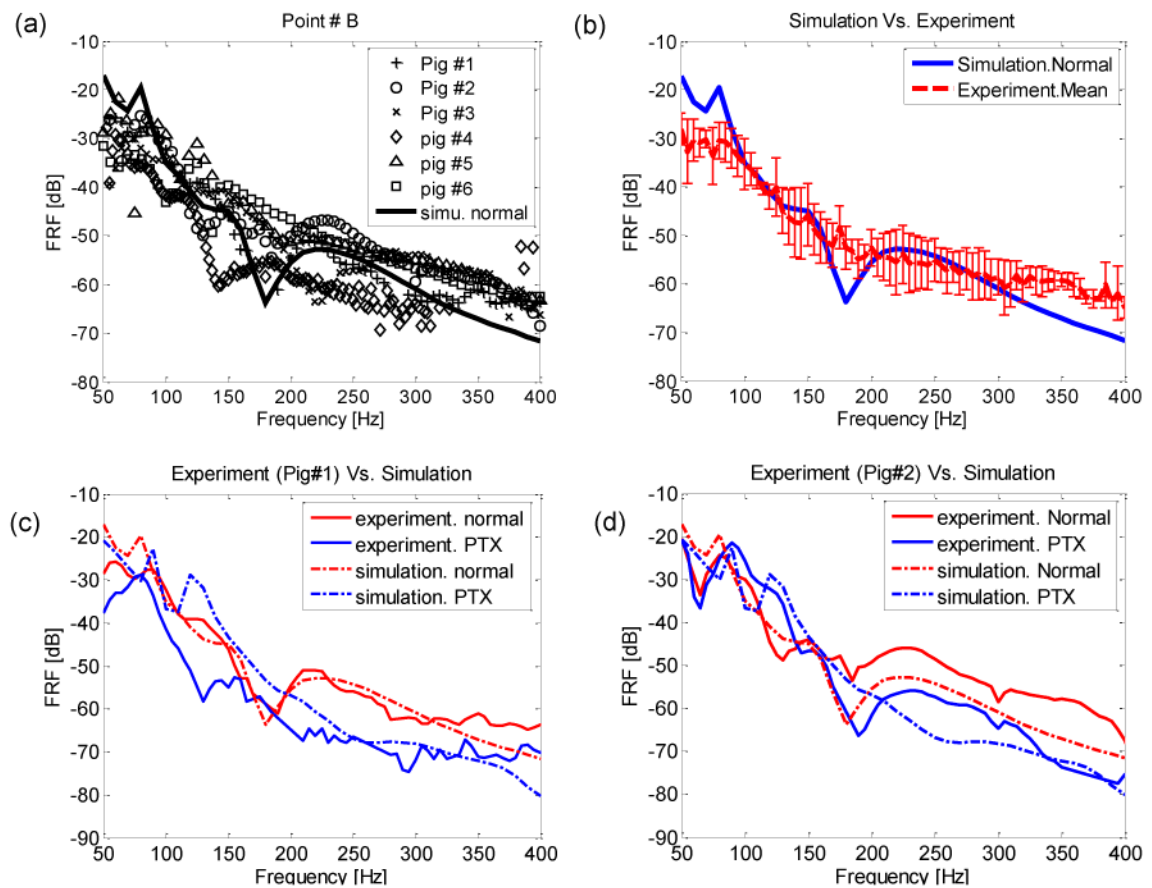 (a)
Point # B
-10
-20
-30
-40
-50
-60
-70
-80
FRF [dB]
Pig #1
Pig #2
Pig #3
pig #4
pig #5
pig #6
simu. normal
50 100 150 200 250 300 350 400
Frequency [Hz]
(b)
Simulation Vs. Experiment
-10
-20
-30
-40
-50
-60
-70
-80
FRF [dB]
Simulation.Normal
Experiment.Mean
50 100 150 200 250 300 350 400
Frequency [Hz]
(c)
Experiment (Pig#1) Vs. Simulation
-10
-20
-30
-40
-50
-60
-70
-80
-90
FRF [dB]
experiment. normal
experiment. PTX
simulation. normal
simulation. PTX
50 100 150 200 250 300 350 400
Frequency [Hz]
(d)
Experiment (Pig#2) Vs. Simulation
-10
-20
-30
-40
-50
-60
-70
-80
-90
FRF [dB]
experiment. Normal
experiment. PTX
simulation. Normal
simulation. PTX
50 100 150 200 250 300 350 400
Frequency [Hz]